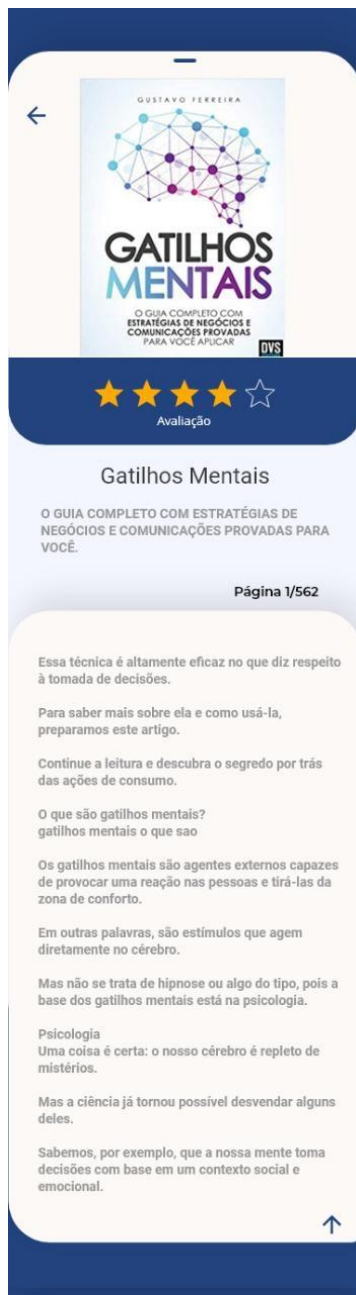 GUSTAVO FERREIRA
GATILHOS
MENTAIS
O GUIA COMPLETO COM
ESTRATÉGIAS DE NEGÓCIOS E
COMUNICAÇÕES PROVADAS
PARA VOCÊ APLICAR
DVS
Avaliação
Gatilhos Mentais
O GUIA COMPLETO COM ESTRATÉGIAS DE
NEGÓCIOS E COMUNICAÇÕES PROVADAS PARA
VOCÊ.
Página 1/562
Essa técnica é altamente eficaz no que diz respeito
à tomada de decisões.
Para saber mais sobre ela e como usá-la,
preparamos este artigo.
Continue a leitura e descubra o segredo por trás
das ações de consumo.
O que são gatilhos mentais?
gatilhos mentais o que sao
Os gatilhos mentais são agentes externos capazes
de provocar uma reação nas pessoas e tirá-las da
zona de conforto.
Em outras palavras, são estímulos que agem
diretamente no cérebro.
Mas não se trata de hipnose ou algo do tipo, pois a
base dos gatilhos mentais está na psicologia.
Psicologia
Uma coisa é certa: o nosso cérebro é repleto de
mistérios.
Mas a ciência já tornou possível desvendar alguns
deles.
Sabemos, por exemplo, que a nossa mente toma
decisões com base em um contexto social e
emocional.